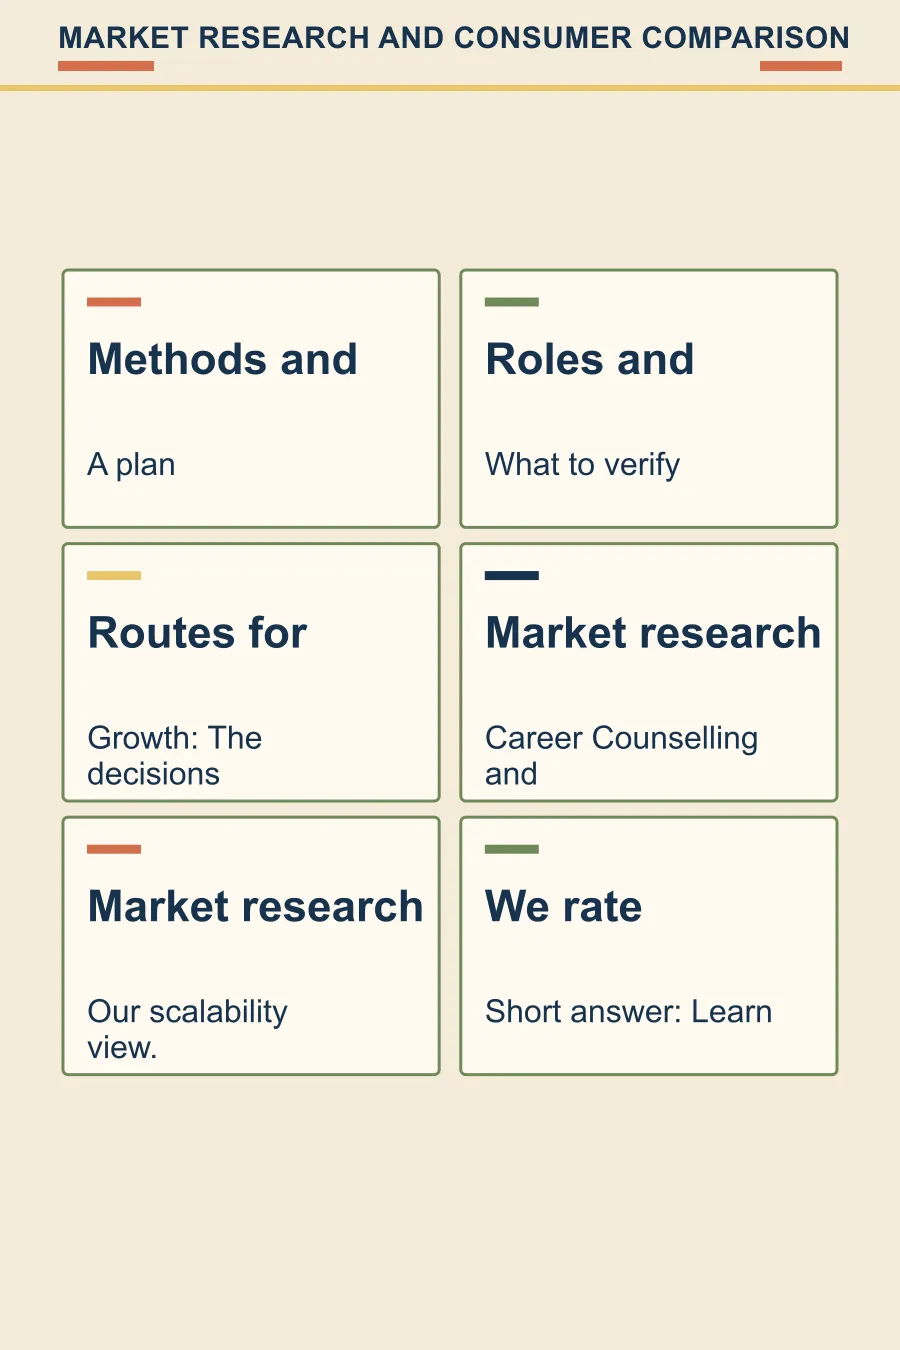 MARKET RESEARCH AND CONSUMER COMPARISON
Methods and
A plan
Roles and
What to verify
Routes for
Growth: The
decisions
Market research
Career Counselling
and
Market research
Our scalability
view.
We rate
Short answer: Learn